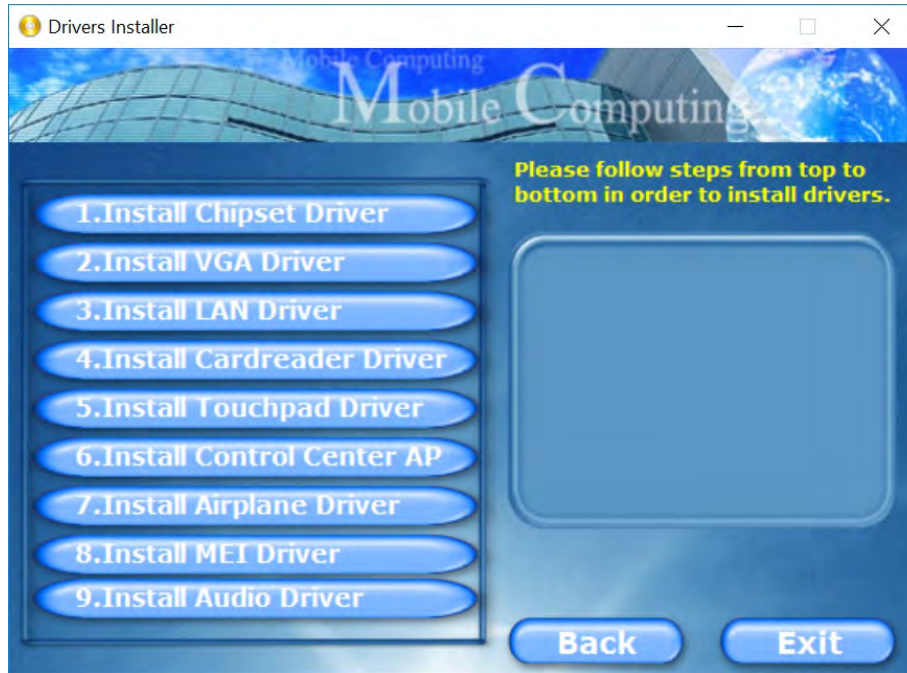 Drivers Installer
Mobile Computing
Mobile Computing
Please follow steps from top to
bottom in order to install drivers.
1.Install Chipset Driver
2.Install VGA Driver
3.Install LAN Driver
4.Install Cardreader Driver
5.Install Touchpad Driver
6.Install Control Center AP
7.Install Airplane Driver
8.Install MEI Driver
9.Install Audio Driver
Back
Exit